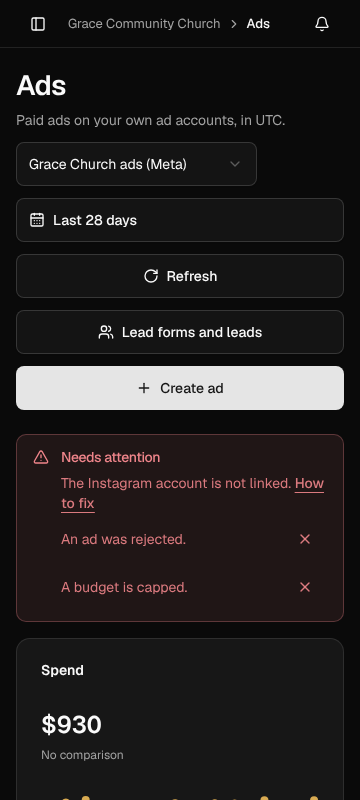 Grace Community Church > Ads
Ads
Paid ads on your own ad accounts, in UTC.
Grace Church ads (Meta)
Last 28 days
Refresh
Lead forms and leads
Create ad
Needs attention
The Instagram account is not linked. How
to fix
An ad was rejected.
A budget is capped.
Spend
$930
No comparison